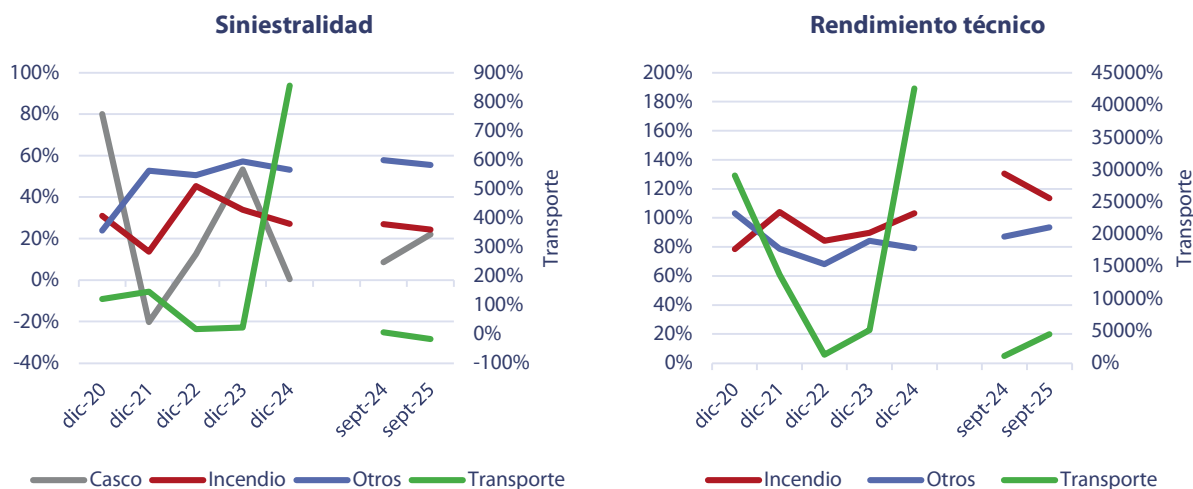 Siniestralidad
100%
80%
60%
40%
20%
0%
-20%
-40%
900%
800%
700%
600%
500%
400%
300%
200%
100%
0%
-100%
Transporte
dic-20
dic-21
dic-22
dic-23
dic-24
sept-24
sept-25
Casco
Incendio
Otros
Transporte
Rendimiento técnico
200%
180%
160%
140%
120%
100%
80%
60%
40%
20%
0%
45000%
40000%
35000%
30000%
25000%
20000%
15000%
10000%
5000%
0%
Transporte
dic-20
dic-21
dic-22
dic-23
dic-24
sept-24
sept-25
Incendio
Otros
Transporte